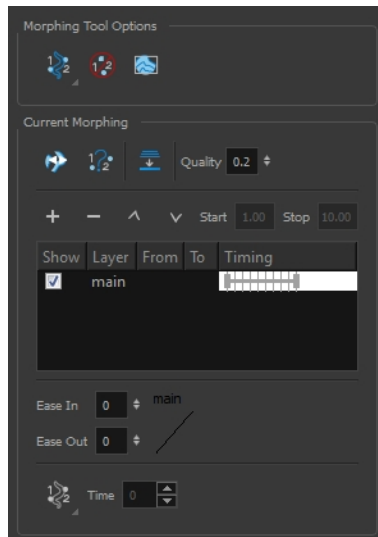 Morphing Tool Options
Current Morphing
Quality 0.2
Start 1.00 Stop 10.00
Show Layer From To Timing
main
Ease In 0 main
Ease Out 0
Time 0